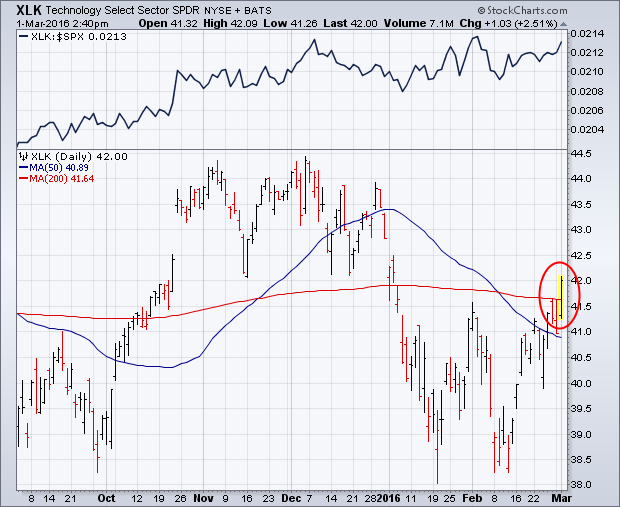 XLK Technology Select Sector SPDR NYSE + BATS © StockCharts.com
1-Mar-2016 2:40pm Open 41.32 High 42.09 Low 41.26 Last 42.00 Volume 7.1M Chg +1.03 (+2.51%)
XLK:$SPX 0.0213
0.0214
0.0212
0.0210
0.0208
0.0206
0.0204
XLK (Daily) 42.00
MA(50) 40.89
MA(200) 41.64
44.5
44.0
43.5
43.0
42.5
42.0
41.5
41.0
40.5
40.0
39.5
39.0
38.5
38.0
8 14 21 Oct 12 19 26 Nov 9 16 23 Dec 7 14 21 28 2016 11 19 25 Feb 8 16 22 Mar